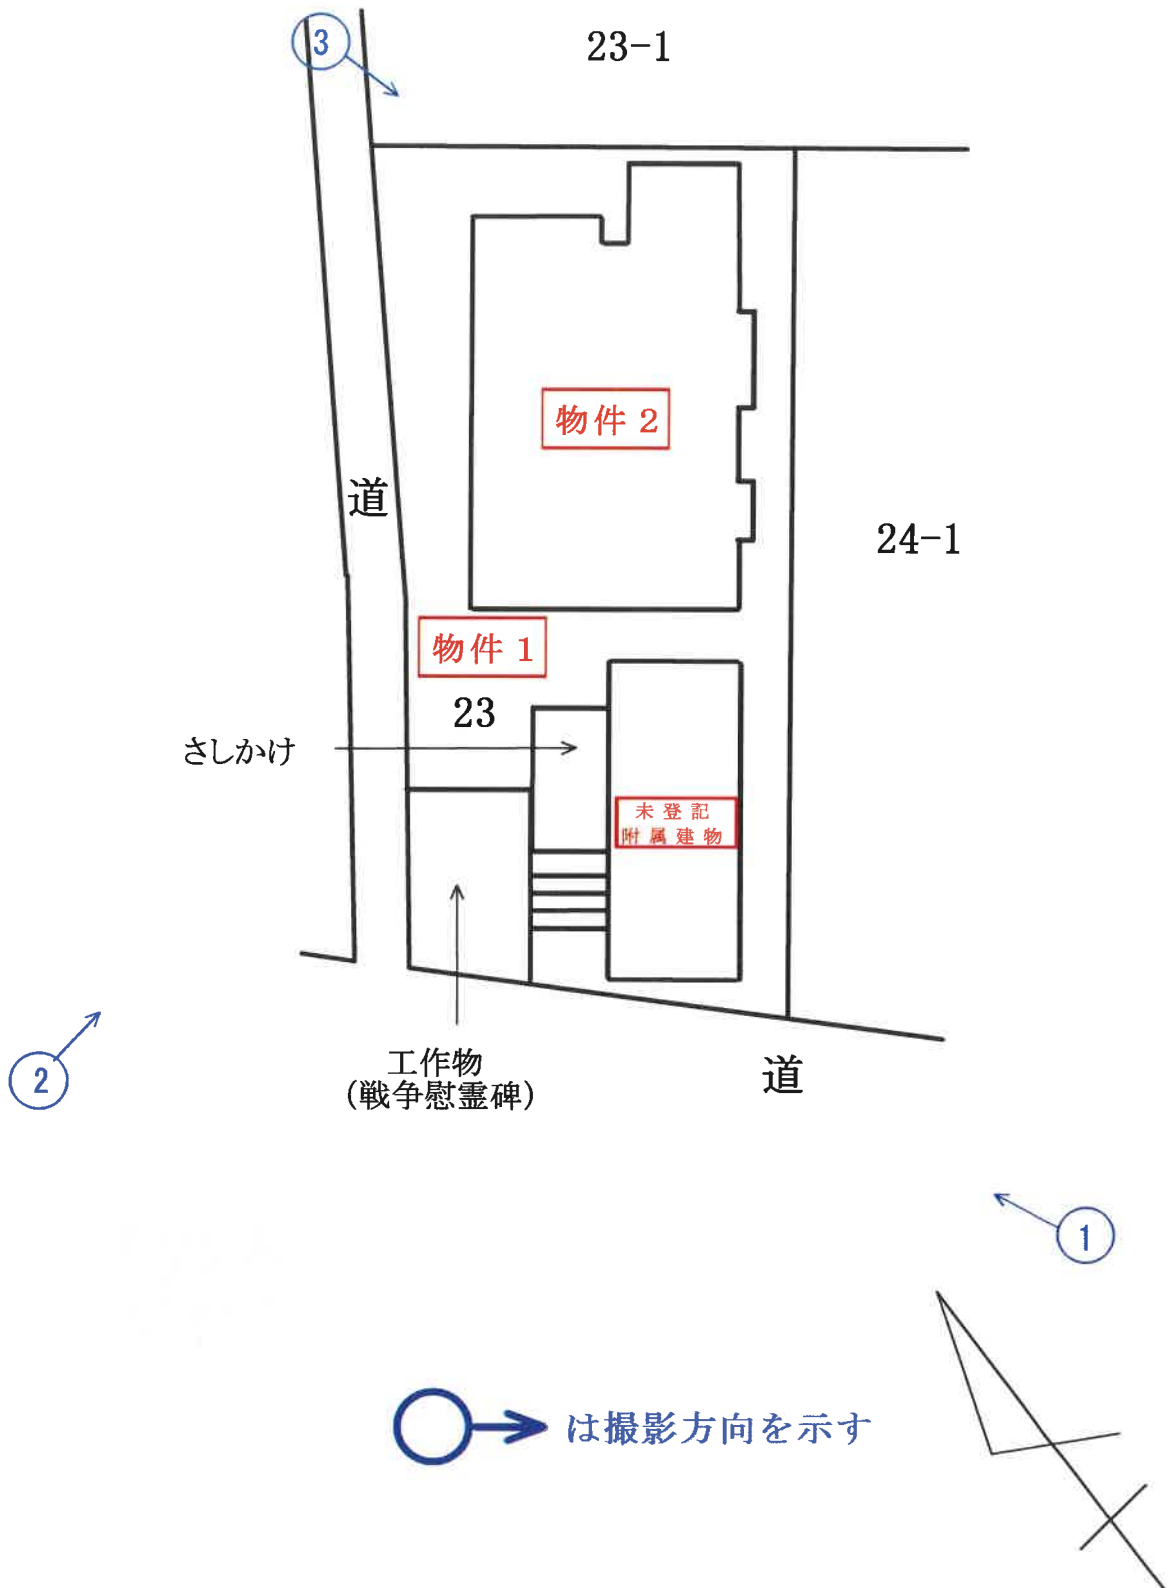 3
23-1
物件 2
道
24-1
物件 1
23
さしかけ
未登記
附属建物
工作物
(戦争慰霊碑)
道
2
1
は撮影方向を示す